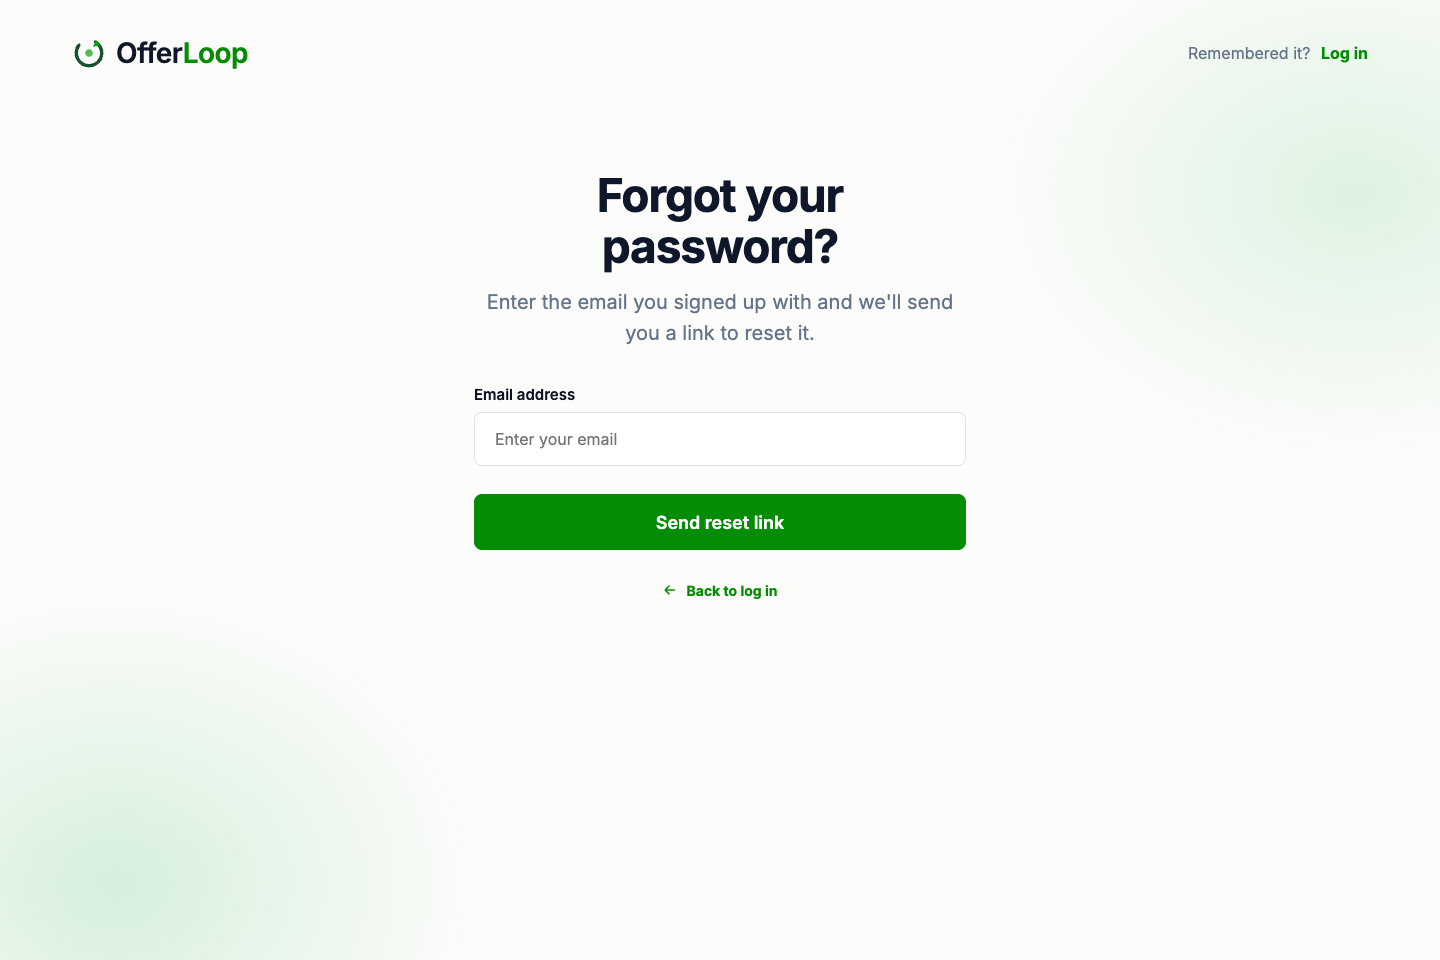 OfferLoop
Remembered it? Log in
Forgot your
password?
Enter the email you signed up with and we'll send
you a link to reset it.
Email address
Enter your email
Send reset link
← Back to log in